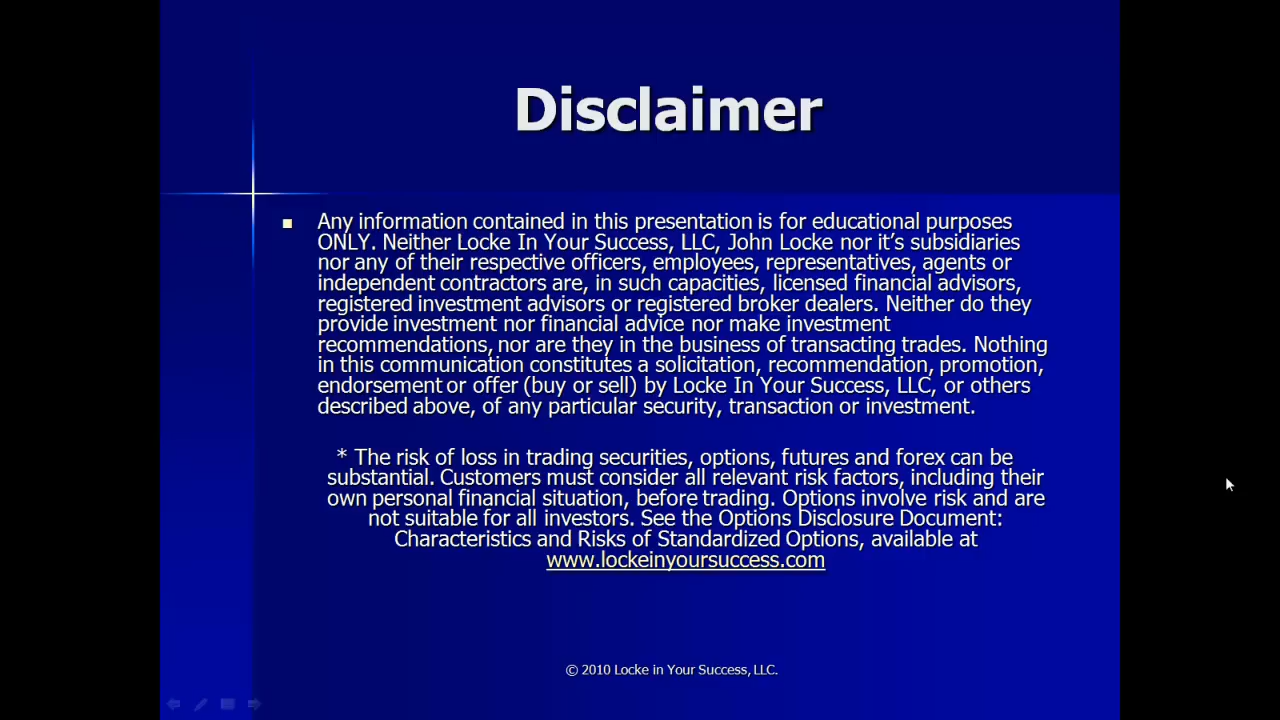 Disclaimer
Any information contained in this presentation is for educational purposes
ONLY. Neither Locke In Your Success, LLC, John Locke nor it's subsidiaries
nor any of their respective officers, employees, representatives, agents or
independent contractors are, in such capacities, licensed financial advisors,
registered investment advisors or registered broker dealers. Neither do they
provide investment nor financial advice nor make investment
recommendations, nor are they in the business of transacting trades. Nothing
in this communication constitutes a solicitation, recommendation, promotion,
endorsement or offer (buy or sell) by Locke In Your Success, LLC, or others
described above, of any particular security, transaction or investment.
* The risk of loss in trading securities, options, futures and forex can be
substantial. Customers must consider all relevant risk factors, including their
own personal financial situation, before trading. Options involve risk and are
not suitable for all investors. See the Options Disclosure Document:
Characteristics and Risks of Standardized Options, available at
www.lockeinyoursuccess.com
© 2010 Locke in Your Success, LLC.